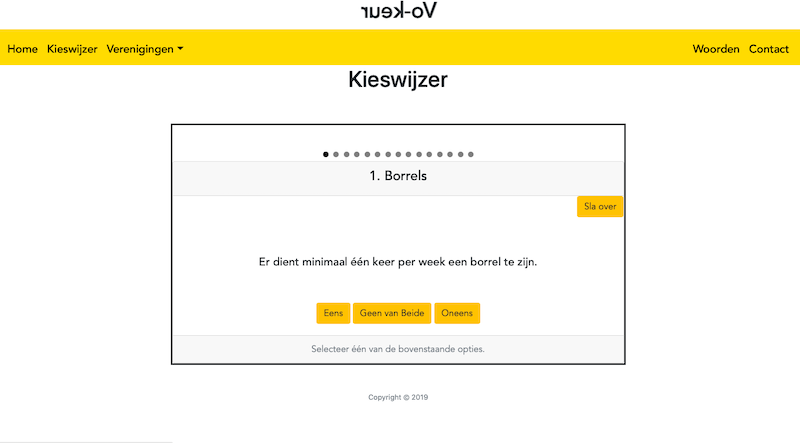 Vo-keur
Home Kieswijzer Verenigingen Woorden Contact
Kieswijzer
1. Borrels
Sla over
Er dient minimaal één keer per week een borrel te zijn.
Eens Geen van Beide Oneens
Selecteer één van de bovenstaande opties.
Copyright © 2019